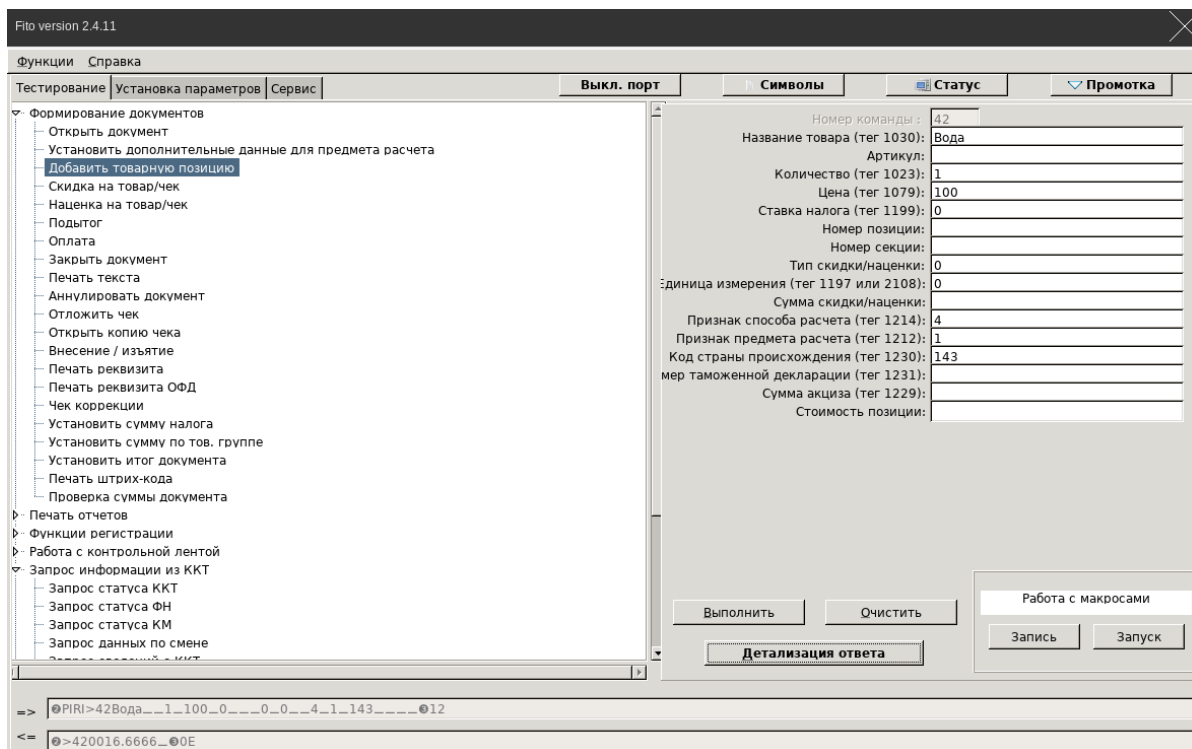 Fito version 2.4.11
Функции Справка
Тестирование Установка параметров Сервис Выкл. порт Символы Статус Промотка
Формирование документов
Открыть документ
Установить дополнительные данные для предмета расчета
Добавить товарную позицию
Скидка на товар/чек
Наценка на товар/чек
Подытог
Оплата
Закрыть документ
Печать текста
Аннулировать документ
Отложить чек
Открыть копию чека
Внесение / изъятие
Печать реквизита
Печать реквизита ОФД
Чек коррекции
Установить сумму налога
Установить сумму по тов. группе
Установить итог документа
Печать штрих-кода
Проверка суммы документа
Печать отчетов
Функции регистрации
Работа с контрольной лентой
Запрос информации из ККТ
Запрос статуса ККТ
Запрос статуса ФН
Запрос статуса КМ
Запрос данных по смене
Запрос сведений о ККТ
Номер команды : 42
Название товара (тег 1030): Вода
Артикул:
Количество (тег 1023): 1
Цена (тег 1079): 100
Ставка налога (тег 1199): 0
Номер позиции:
Номер секции:
Тип скидки/наценки: 0
Единица измерения (тег 1197 или 2108): 0
Сумма скидки/наценки:
Признак способа расчета (тег 1214): 4
Признак предмета расчета (тег 1212): 1
Код страны происхождения (тег 1230): 143
мер таможенной декларации (тег 1231):
Сумма акциза (тег 1229):
Стоимость позиции:
Выполнить Очистить
Детализация ответа
Работа с макросами
Запись Запуск
=> ❷PIRI>42Вода__1_100_0___0_0__4_1_143____❸12
<= ❷>420016.6666_❸0E